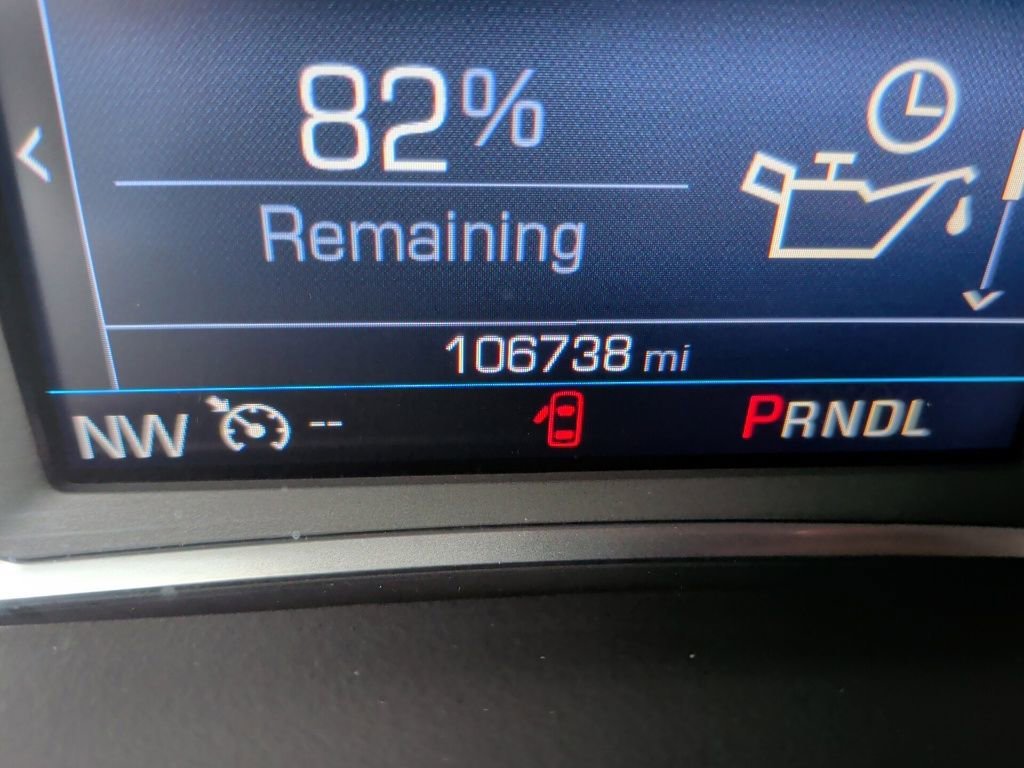 82%
Remaining
106738 mi
NW -- PRNDL